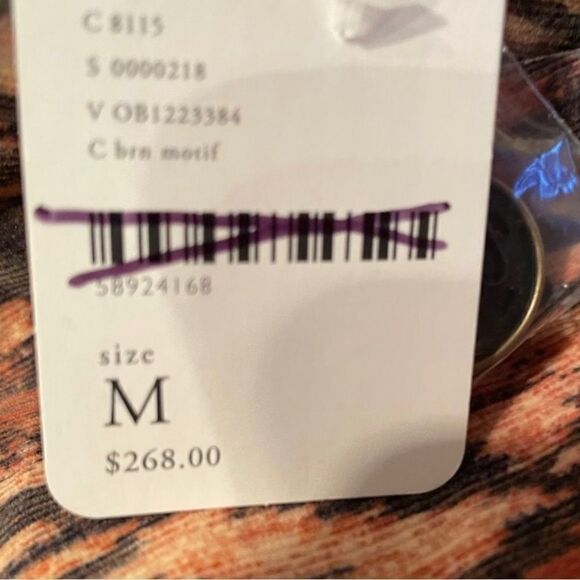 C 8115
S 0000218
V OB1223384
C brn motif
58924168
size
M
$268.00